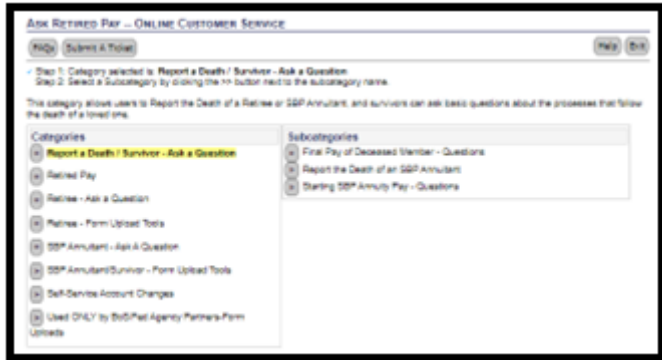 ASK RETIRED PAY – ONLINE CUSTOMER SERVICE
FAQs Submit A Ticket Help Exit
✓ Step 1: Category selected is: Report a Death / Survivor - Ask a Question
Step 2: Select a Subcategory by clicking the >> button next to the subcategory name.
This category allows users to Report the Death of a Retiree or SBP Annuitant, and survivors can ask basic questions about the processes that follow
the death of a loved one.
Categories
Report a Death / Survivor - Ask a Question
Retired Pay
Retiree - Ask a Question
Retiree - Form Upload Tools
SBP Annuitant - Ask A Question
SBP Annuitant/Survivor - Form Upload Tools
Self-Service Account Changes
Used ONLY by Agency Partners-Form
Uploads
Subcategories
Final Pay of Deceased Member - Questions
Report the Death of an SBP Annuitant
Starting SBP Annuity Pay - Questions